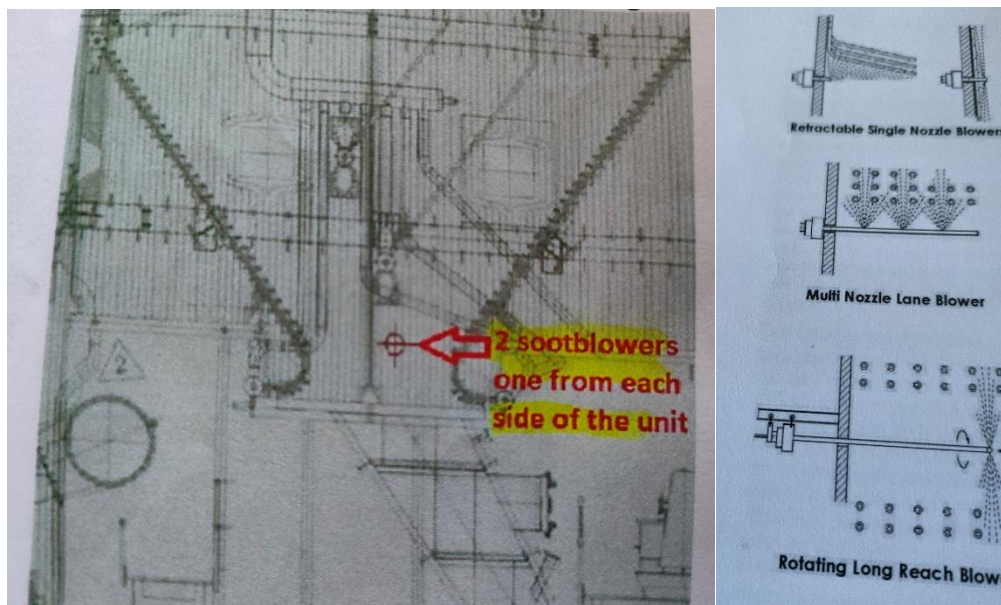 2 sootblowers
one from each
side of the unit
2
Retractable Single Nozzle Blower
Multi Nozzle Lane Blower
Rotating Long Reach Blow